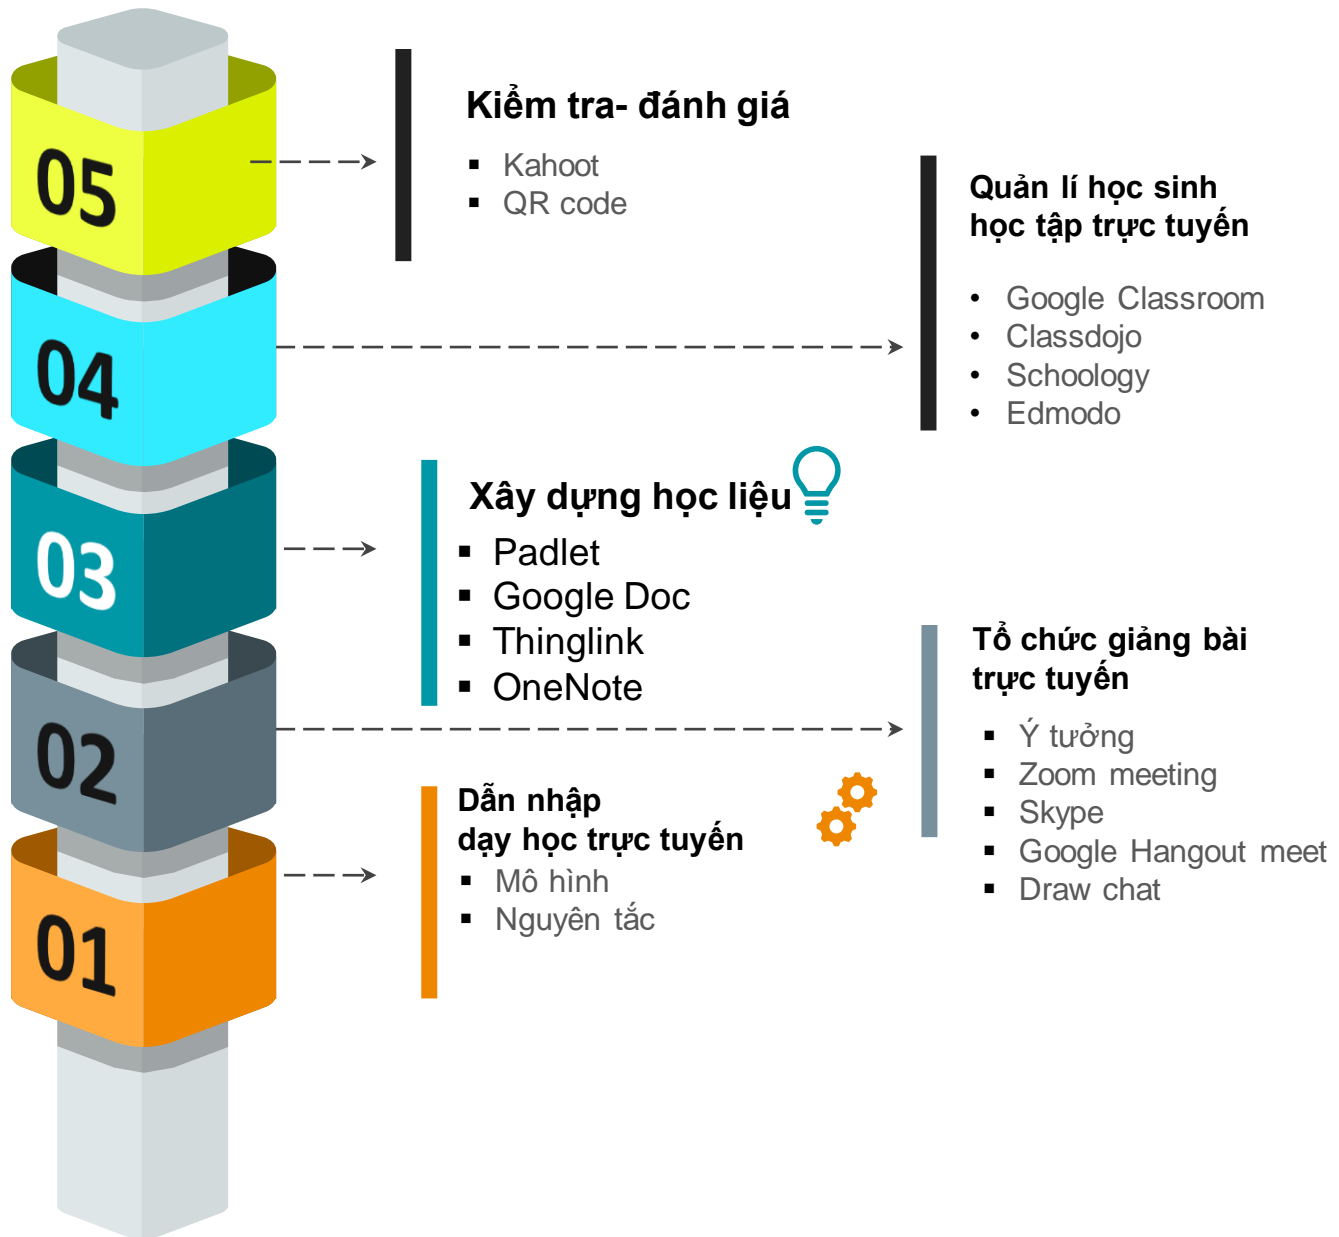 05
Kiểm tra- đánh giá
Kahoot
QR code
04
Quản lí học sinh
học tập trực tuyến
Google Classroom
Classdojo
Schoology
Edmodo
03
Xây dựng học liệu
Padlet
Google Doc
Thinglink
OneNote
02
Tổ chức giảng bài
trực tuyến
Ý tưởng
Zoom meeting
Skype
Google Hangout meet
Draw chat
01
Dẫn nhập
dạy học trực tuyến
Mô hình
Nguyên tắc